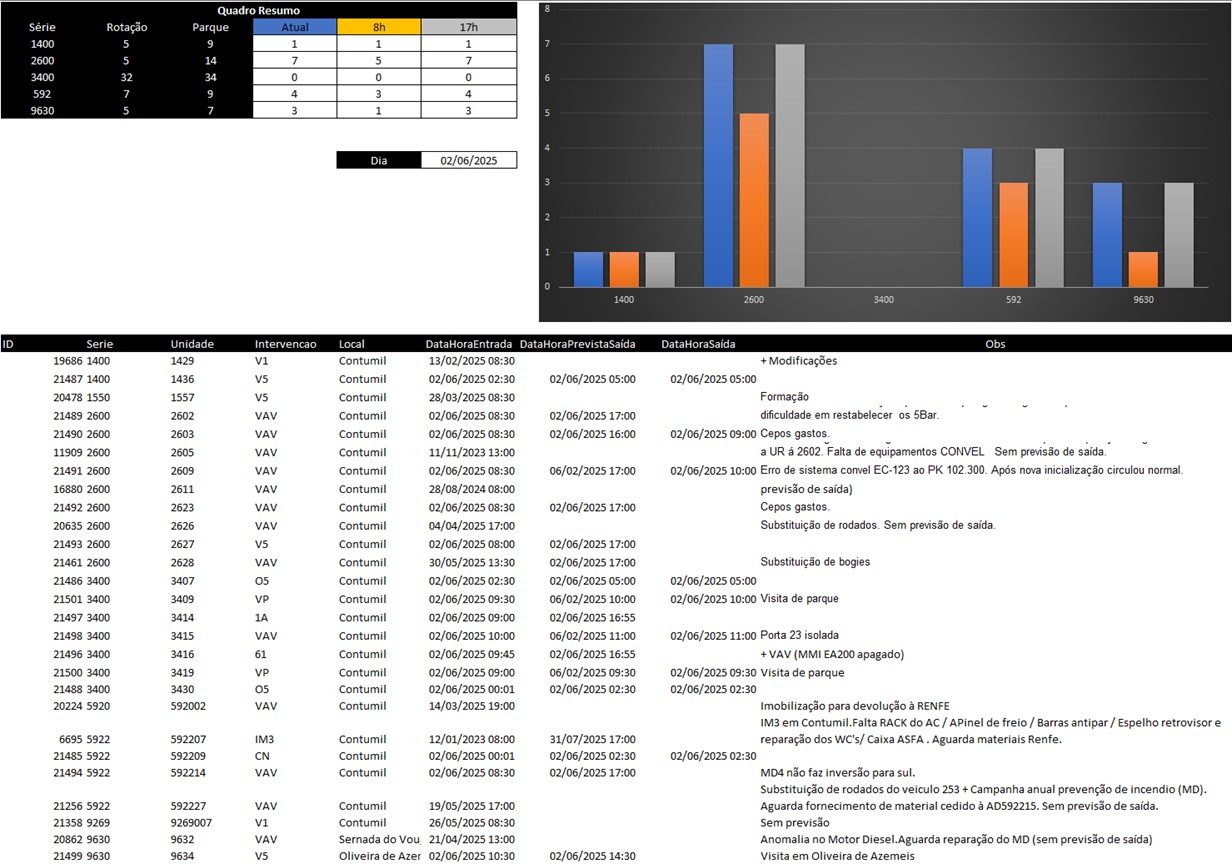 Quadro Resumo
Série Rotação Parque Atual 8h 17h
1400 5 9 1 1 1
2600 5 14 7 5 7
3400 32 34 0 0 0
592 7 9 4 3 4
9630 5 7 3 1 3
Dia 02/06/2025
8
7
6
5
4
3
2
1
0
1400 2600 3400 592 9630
ID Serie Unidade Intervencao Local DataHoraEntrada DataHoraPrevistaSaída DataHoraSaída Obs
19686 1400 1429 V1 Contumil 13/02/2025 08:30 + Modificações
21487 1400 1436 V5 Contumil 02/06/2025 02:30 02/06/2025 05:00 02/06/2025 05:00
20478 1550 1557 V5 Contumil 28/03/2025 08:30 Formação
21489 2600 2602 VAV Contumil 02/06/2025 08:30 02/06/2025 17:00 dificuldade em restabelecer os 5Bar.
21490 2600 2603 VAV Contumil 02/06/2025 08:30 02/06/2025 16:00 02/06/2025 09:00 Cepos gastos.
11909 2600 2605 VAV Contumil 11/11/2023 13:00 a UR á 2602. Falta de equipamentos CONVEL Sem previsão de saída.
21491 2600 2609 VAV Contumil 02/06/2025 08:30 06/02/2025 17:00 02/06/2025 10:00 Erro de sistema convel EC-123 ao PK 102.300. Após nova inicialização circulou normal.
16880 2600 2611 VAV Contumil 28/08/2024 08:00 previsão de saída)
21492 2600 2623 VAV Contumil 02/06/2025 08:30 02/06/2025 17:00 Cepos gastos.
20635 2600 2626 VAV Contumil 04/04/2025 17:00 Substituição de rodados. Sem previsão de saída.
21493 2600 2627 V5 Contumil 02/06/2025 08:00 02/06/2025 17:00
21461 2600 2628 VAV Contumil 30/05/2025 13:30 02/06/2025 17:00 Substituição de bogies
21486 3400 3407 O5 Contumil 02/06/2025 02:30 02/06/2025 05:00 02/06/2025 05:00
21501 3400 3409 VP Contumil 02/06/2025 09:30 06/02/2025 10:00 02/06/2025 10:00 Visita de parque
21497 3400 3414 1A Contumil 02/06/2025 09:00 02/06/2025 16:55
21498 3400 3415 VAV Contumil 02/06/2025 10:00 06/02/2025 11:00 02/06/2025 11:00 Porta 23 isolada
21496 3400 3416 61 Contumil 02/06/2025 09:45 02/06/2025 16:55 + VAV (MMI EA200 apagado)
21500 3400 3419 VP Contumil 02/06/2025 09:00 06/02/2025 09:30 02/06/2025 09:30 Visita de parque
21488 3400 3430 O5 Contumil 02/06/2025 00:01 02/06/2025 02:30 02/06/2025 02:30
20224 5920 592002 VAV Contumil 14/03/2025 19:00 Imobilização para devolução à RENFE
IM3 em Contumil.Falta RACK do AC / APinel de freio / Barras antipar / Espelho retrovisor e
6695 5922 592207 IM3 Contumil 12/01/2023 08:00 31/07/2025 17:00 reparação dos WC's/ Caixa ASFA . Aguarda materiais Renfe.
21485 5922 592209 CN Contumil 02/06/2025 00:01 02/06/2025 02:30 02/06/2025 02:30
21494 5922 592214 VAV Contumil 02/06/2025 08:30 02/06/2025 17:00 MD4 não faz inversão para sul.
Substituição de rodados do veiculo 253 + Campanha anual prevenção de incendio (MD).
21256 5922 592227 VAV Contumil 19/05/2025 17:00 Aguarda fornecimento de material cedido à AD592215. Sem previsão de saída.
21358 9269 9269007 V1 Contumil 26/05/2025 08:30 Sem previsão
20862 9630 9632 VAV Sernada do Vou 21/04/2025 13:00 Anomalia no Motor Diesel.Aguarda reparação do MD (sem previsão de saída)
21499 9630 9634 V5 Oliveira de Azer 02/06/2025 10:30 02/06/2025 14:30 Visita em Oliveira de Azemeis